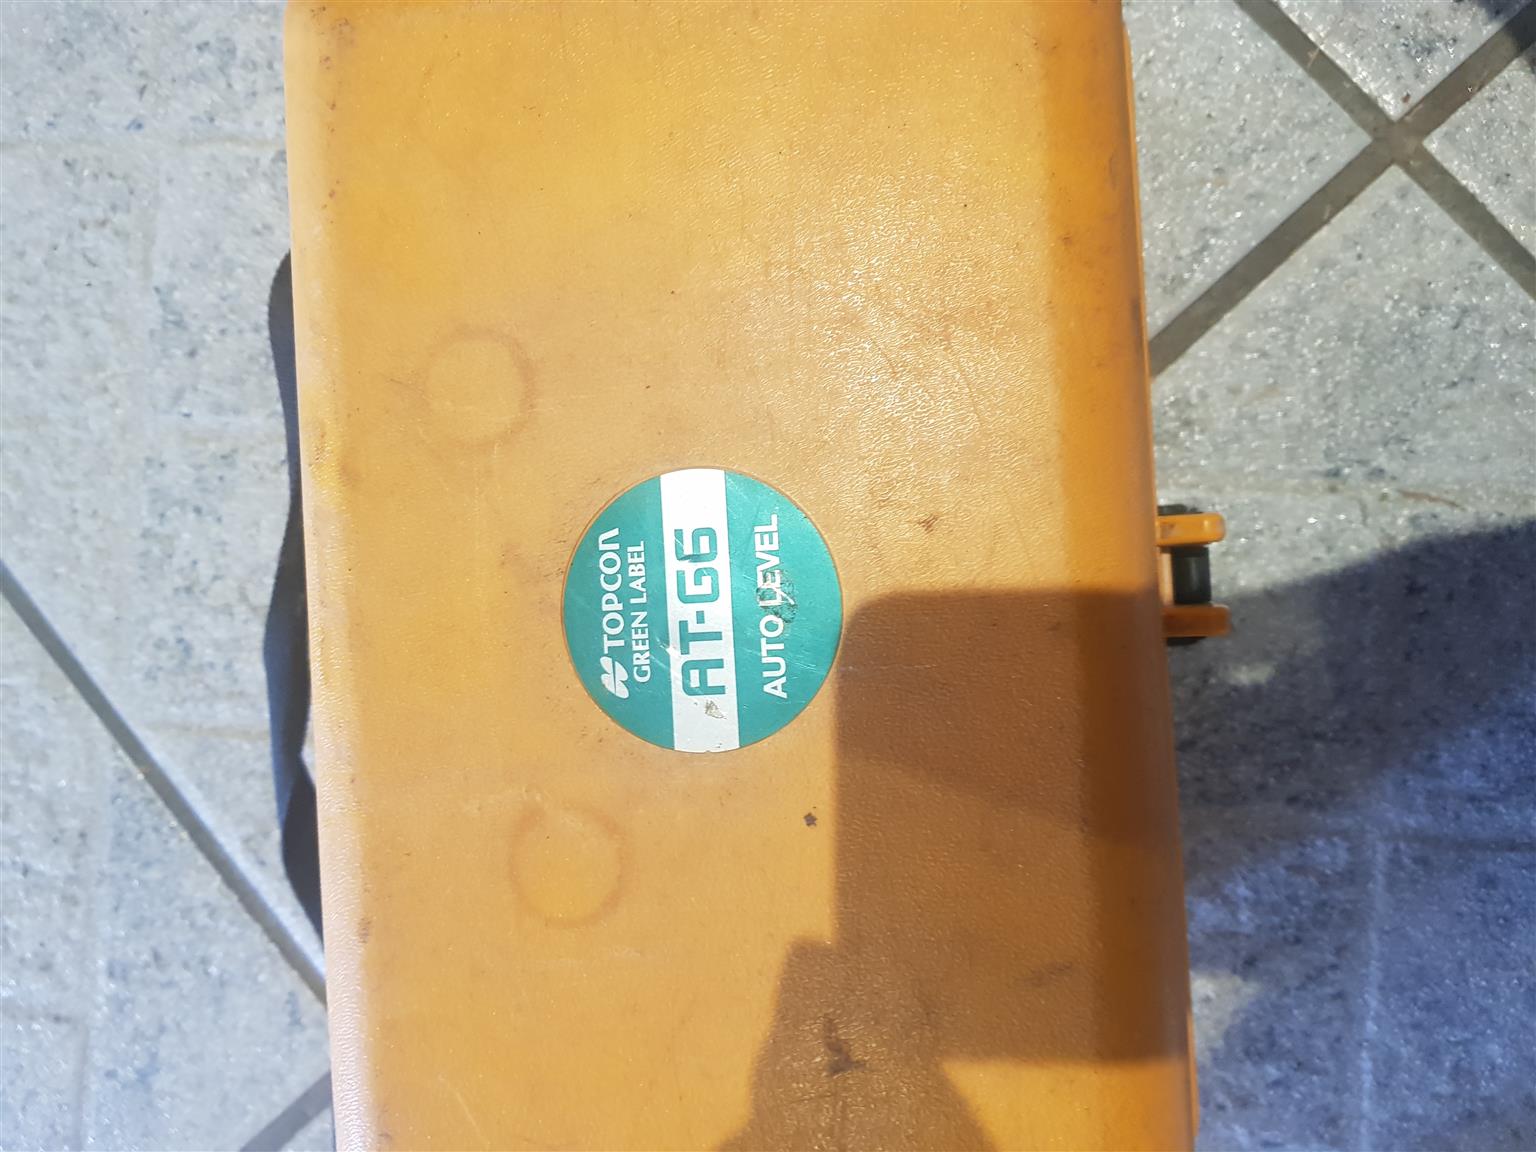 TOPCON
GREEN LABEL
AT-G6
AUTO LEVEL